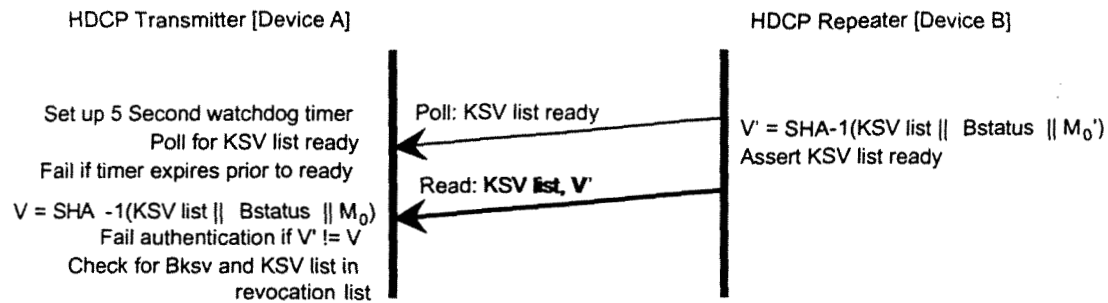 HDCP Transmitter [Device A]
HDCP Repeater [Device B]
Set up 5 Second watchdog timer
Poll for KSV list ready
Fail if timer expires prior to ready
V = SHA -1(KSV list || Bstatus || M₀)
Fail authentication if V' != V
Check for Bksv and KSV list in
revocation list
Poll: KSV list ready
Read: KSV list, V'
V' = SHA-1(KSV list || Bstatus || M₀')
Assert KSV list ready